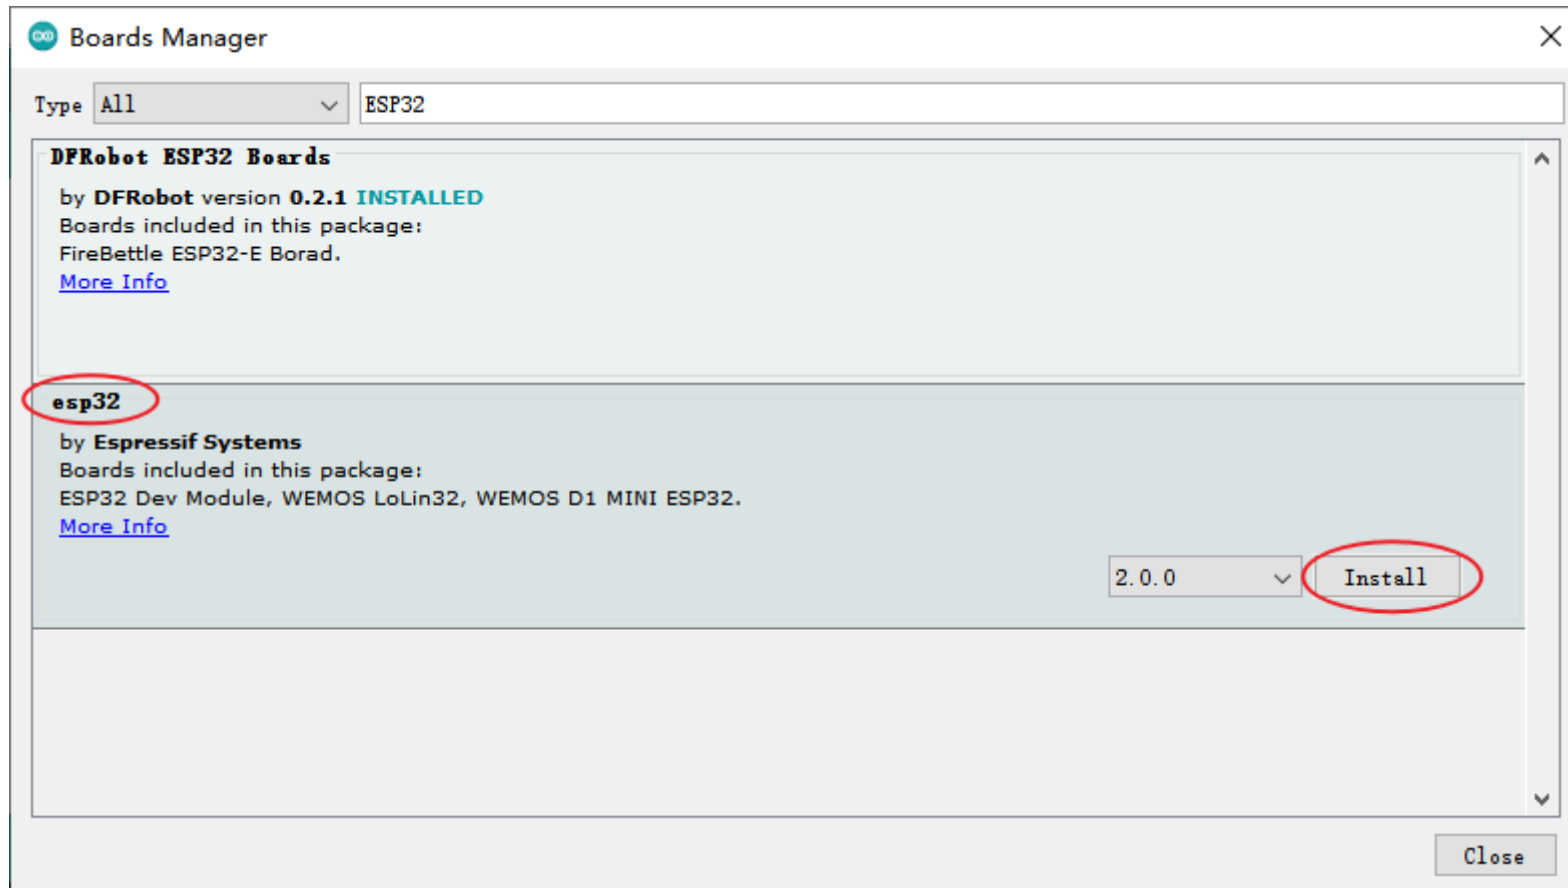 Boards Manager
Type All ESP32
DFRobot ESP32 Boards
by DFRobot version 0.2.1 INSTALLED
Boards included in this package:
FireBettle ESP32-E Borad.
More Info
esp32
by Espressif Systems
Boards included in this package:
ESP32 Dev Module, WEMOS LoLin32, WEMOS D1 MINI ESP32.
More Info
2.0.0 Install
Close